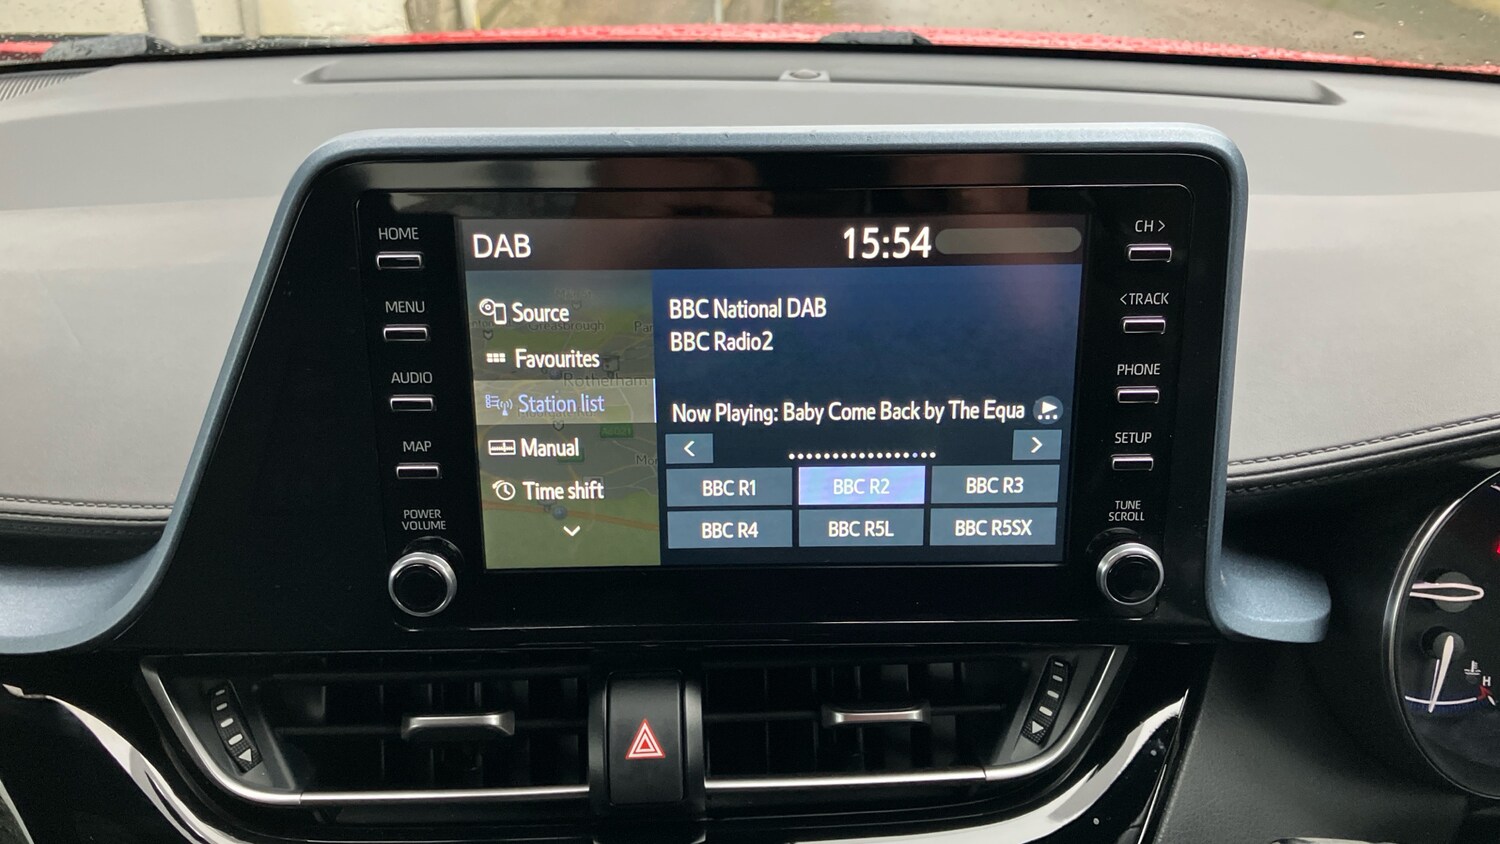 HOME
MENU
AUDIO
MAP
POWER
VOLUME
DAB
15:54
Source
Favourites
Station list
Manual
Time shift
Greasbrough
Rotherham
BBC National DAB
BBC Radio2
Now Playing: Baby Come Back by The Equa
BBC R1
BBC R2
BBC R3
BBC R4
BBC R5L
BBC R5SX
CH >
< TRACK
PHONE
SETUP
TUNE
SCROLL
H